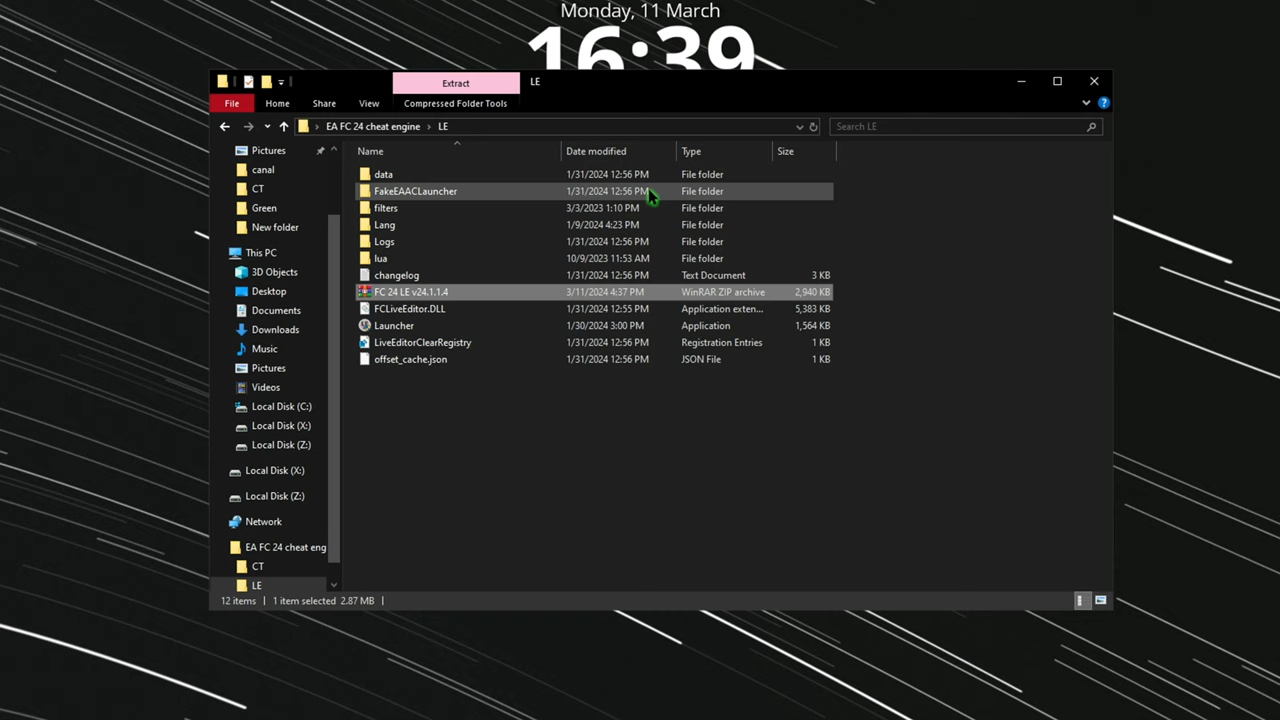 Monday, 11 March
16:39
Extract
LE
File
Home
Share
View
Compressed Folder Tools
EA FC 24 cheat engine > LE
Search LE
Name
Date modified
Type
Size
Pictures
canal
CT
Green
New folder
This PC
3D Objects
Desktop
Documents
Downloads
Music
Pictures
Videos
Local Disk (C:)
Local Disk (X:)
Local Disk (Z:)
Local Disk (X:)
Local Disk (Z:)
Network
EA FC 24 cheat eng
CT
LE
data 1/31/2024 12:56 PM File folder
FakeEAACLauncher 1/31/2024 12:56 PM File folder
filters 3/3/2023 1:10 PM File folder
Lang 1/9/2024 4:23 PM File folder
Logs 1/31/2024 12:56 PM File folder
lua 10/9/2023 11:53 AM File folder
changelog 1/31/2024 12:56 PM Text Document 3 KB
FC 24 LE v24.1.1.4 3/11/2024 4:37 PM WinRAR ZIP archive 2,940 KB
FCLiveEditor.DLL 1/31/2024 12:55 PM Application exten... 5,383 KB
Launcher 1/30/2024 3:00 PM Application 1,564 KB
LiveEditorClearRegistry 1/31/2024 12:56 PM Registration Entries 1 KB
offset_cache.json 1/31/2024 12:56 PM JSON File 1 KB
12 items
1 item selected 2.87 MB